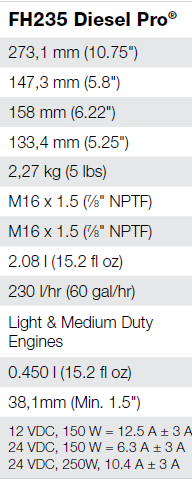 FH235 Diesel Pro®
273,1 mm (10.75")
147,3 mm (5.8")
158 mm (6.22")
133,4 mm (5.25")
2,27 kg (5 lbs)
M16 x 1.5 (⅞" NPTF)
M16 x 1.5 (⅞" NPTF)
2.08 l (15.2 fl oz)
230 l/hr (60 gal/hr)
Light & Medium Duty
Engines
0.450 l (15.2 fl oz)
38,1mm (Min. 1.5")
12 VDC, 150 W = 12.5 A ± 3 A
24 VDC, 150 W = 6.3 A ± 3 A
24 VDC, 250W, 10.4 A ± 3 A